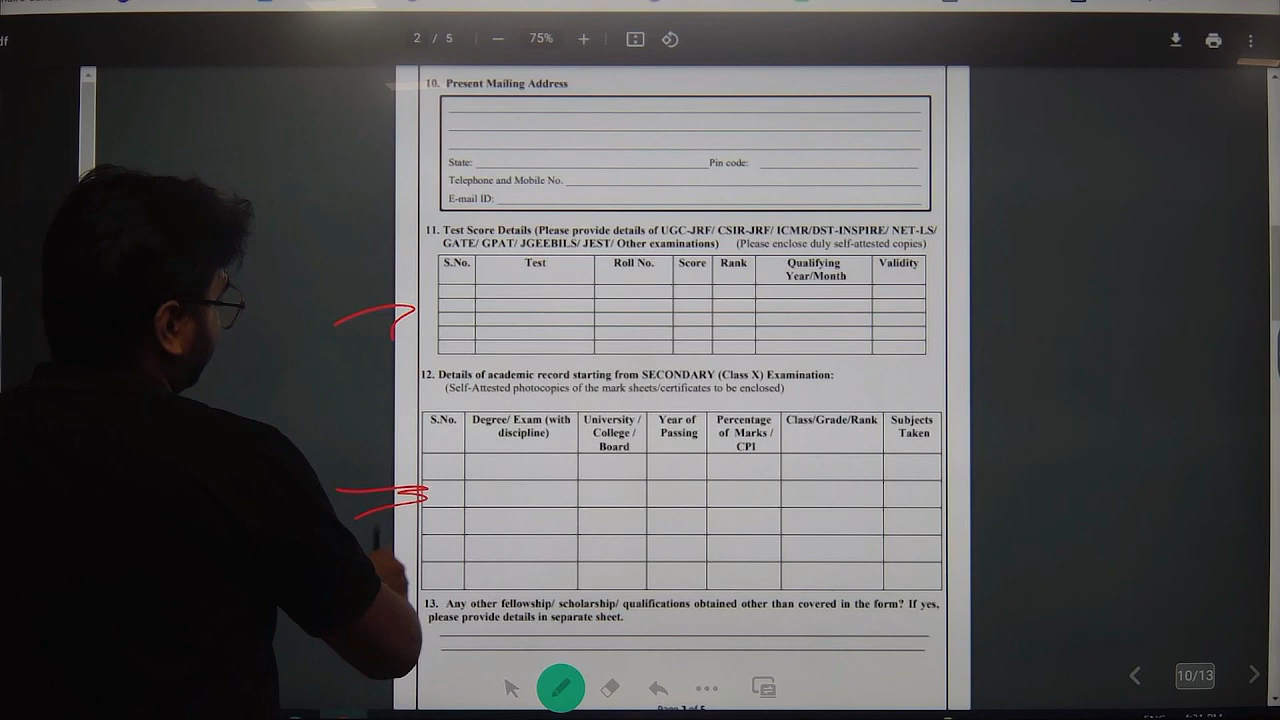 df
2 / 5
75%
10. Present Mailing Address
State: Pin code:
Telephone and Mobile No.
E-mail ID:
11. Test Score Details (Please provide details of UGC-JRF/ CSIR-JRF/ ICMR/DST-INSPIRE/ NET-LS/
GATE/ GPAT/ JGEEBILS/ JEST/ Other examinations) (Please enclose duly self-attested copies)
S.No. Test Roll No. Score Rank Qualifying Year/Month Validity
12. Details of academic record starting from SECONDARY (Class X) Examination:
(Self-Attested photocopies of the mark sheets/certificates to be enclosed)
S.No. Degree/ Exam (with discipline) University / College / Board Year of Passing Percentage of Marks / CPI Class/Grade/Rank Subjects Taken
13. Any other fellowship/ scholarship/ qualifications obtained other than covered in the form? If yes,
please provide details in separate sheet.
10/13